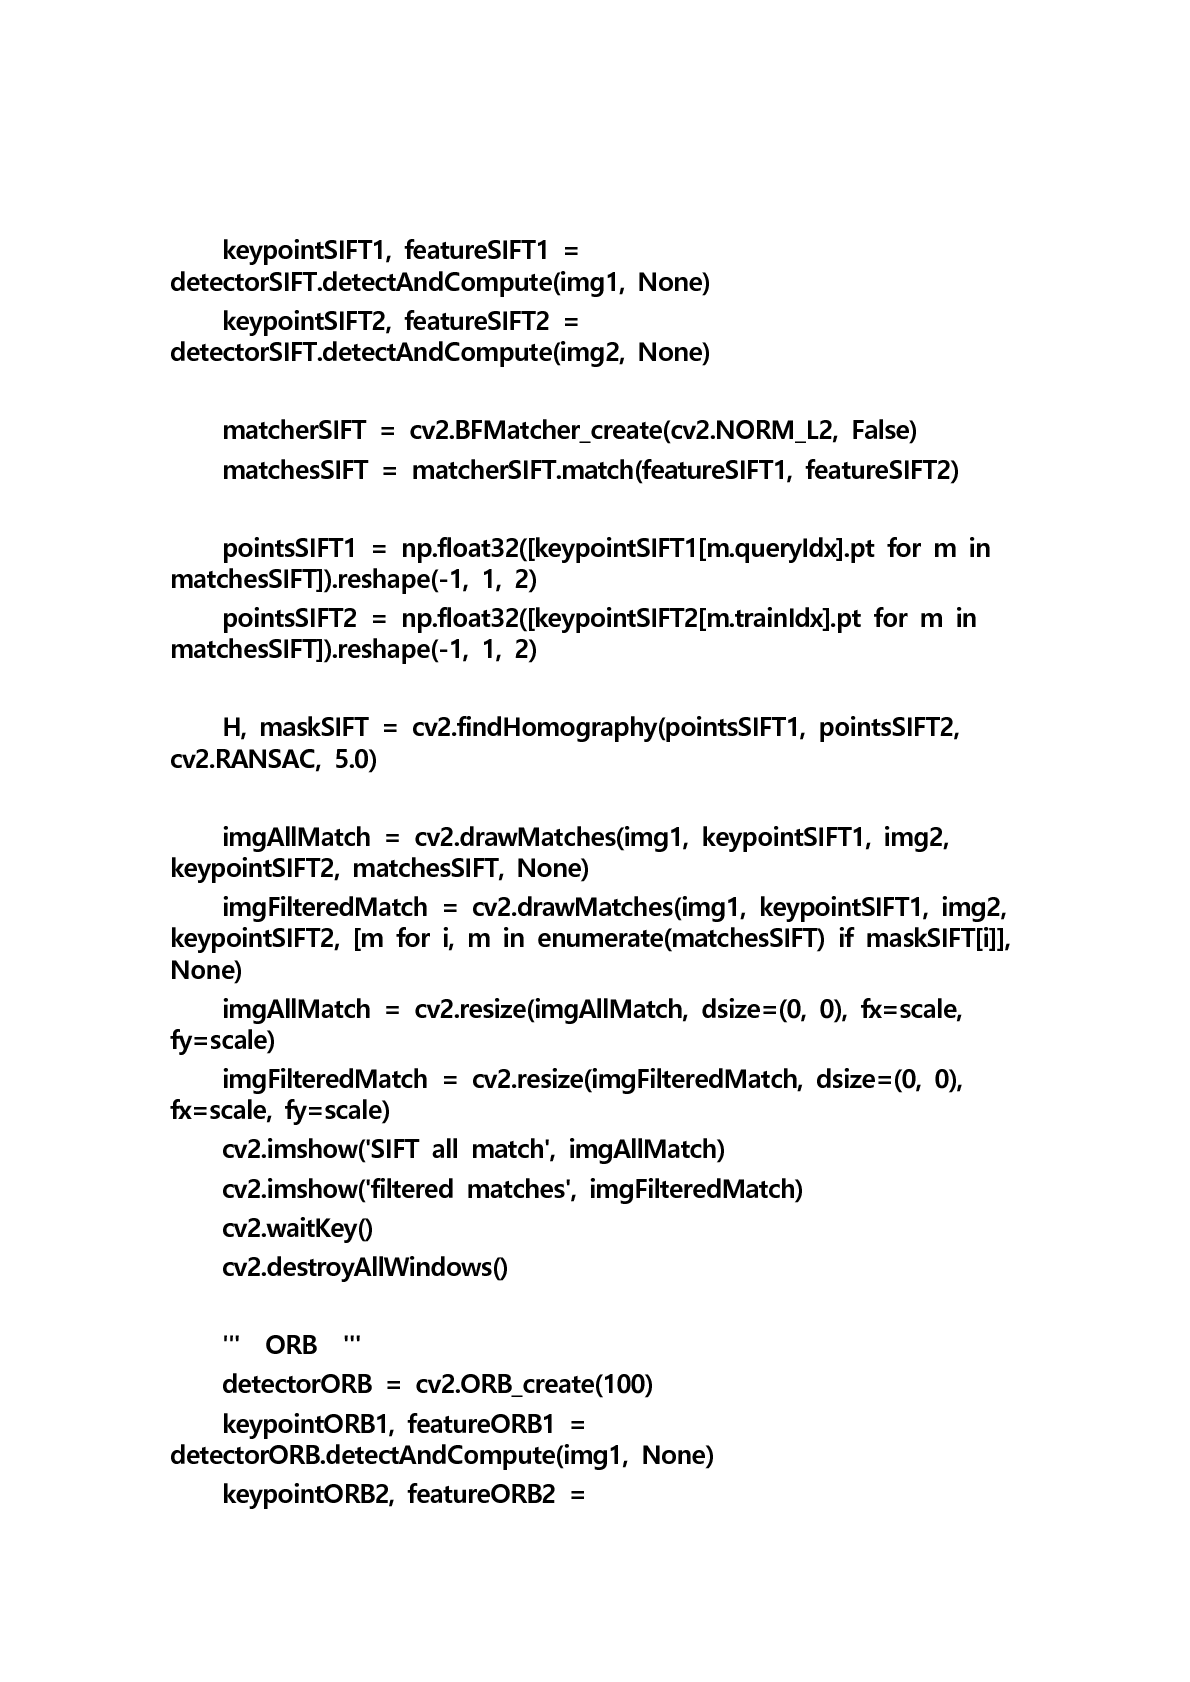 keypointSIFT1, featureSIFT1 =
detectorSIFT.detectAndCompute(img1, None)
keypointSIFT2, featureSIFT2 =
detectorSIFT.detectAndCompute(img2, None)
matcherSIFT = cv2.BFMatcher_create(cv2.NORM_L2, False)
matchesSIFT = matcherSIFT.match(featureSIFT1, featureSIFT2)
pointsSIFT1 = np.float32([keypointSIFT1[m.queryIdx].pt for m in
matchesSIFT]).reshape(-1, 1, 2)
pointsSIFT2 = np.float32([keypointSIFT2[m.trainIdx].pt for m in
matchesSIFT]).reshape(-1, 1, 2)
H, maskSIFT = cv2.findHomography(pointsSIFT1, pointsSIFT2,
cv2.RANSAC, 5.0)
imgAllMatch = cv2.drawMatches(img1, keypointSIFT1, img2,
keypointSIFT2, matchesSIFT, None)
imgFilteredMatch = cv2.drawMatches(img1, keypointSIFT1, img2,
keypointSIFT2, [m for i, m in enumerate(matchesSIFT) if maskSIFT[i]],
None)
imgAllMatch = cv2.resize(imgAllMatch, dsize=(0, 0), fx=scale,
fy=scale)
imgFilteredMatch = cv2.resize(imgFilteredMatch, dsize=(0, 0),
fx=scale, fy=scale)
cv2.imshow('SIFT all match', imgAllMatch)
cv2.imshow('filtered matches', imgFilteredMatch)
cv2.waitKey()
cv2.destroyAllWindows()
''' ORB '''
detectorORB = cv2.ORB_create(100)
keypointORB1, featureORB1 =
detectorORB.detectAndCompute(img1, None)
keypointORB2, featureORB2 =